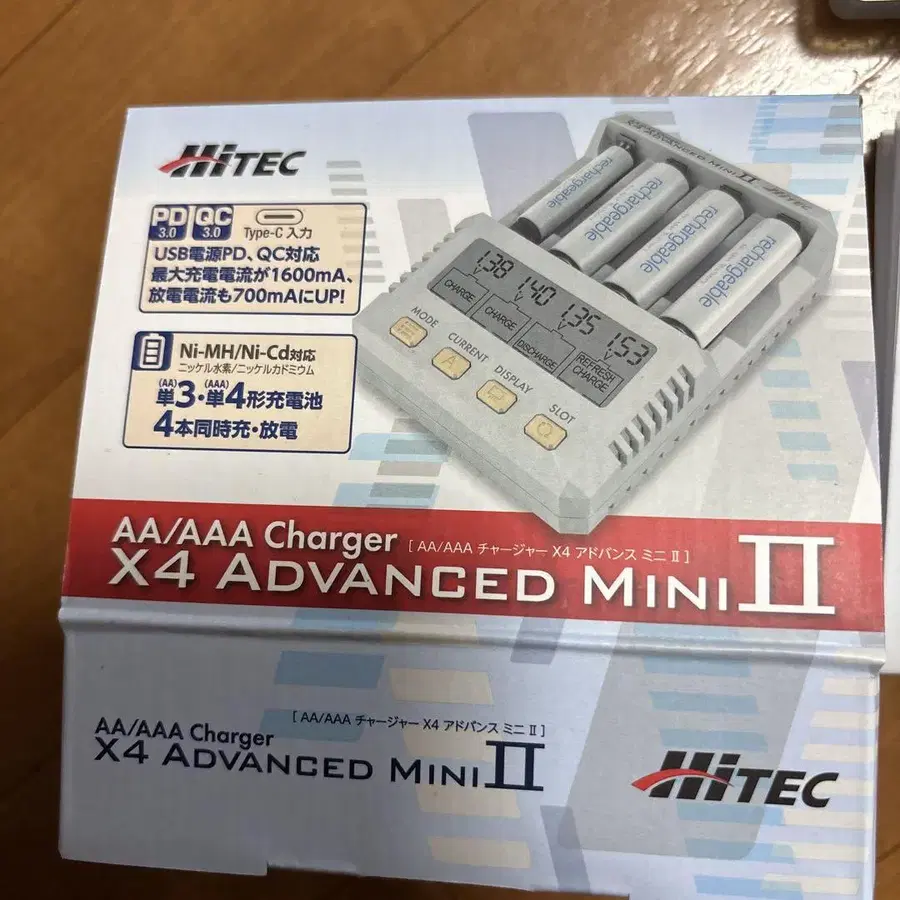 HiTEC
PD 3.0 QC 3.0 Type-C 入力
USB電源PD、QC対応
最大充電電流が1600mA、
放電電流も700mAにUP!
Ni-MH/Ni-Cd対応
ニッケル水素/ニッケルカドミウム
(AA) (AAA)
単3・単4形充電池
4本同時充・放電
X4 ADVANCED MINI II HiTEC
rechargeable
rechargeable
rechargeable
rechargeable
1.38 V 1.40 V 1.35 V 1.53 V
CHARGE CHARGE DISCHARGE REFRESH CHARGE
MODE CURRENT DISPLAY SLOT
A
AA/AAA Charger [ AA/AAA チャージャー X4 アドバンス ミニ II ]
X4 ADVANCED MINI II
AA/AAA Charger [ AA/AAA チャージャー X4 アドバンス ミニ II ]
X4 ADVANCED MINI II
HiTEC